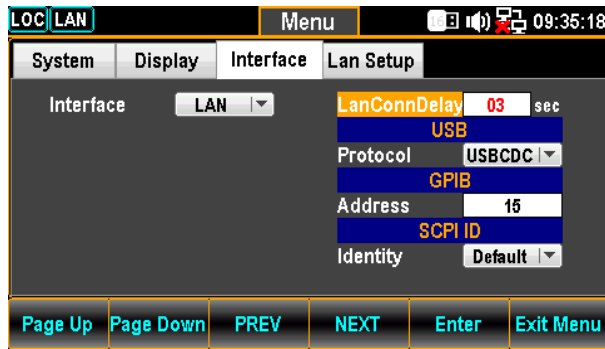 LOC LAN Menu 16 09:35:18
System Display Interface Lan Setup
Interface LAN LanConnDelay 03 sec
USB
Protocol USBCDC
GPIB
Address 15
SCPI ID
Identity Default
Page Up Page Down PREV NEXT Enter Exit Menu